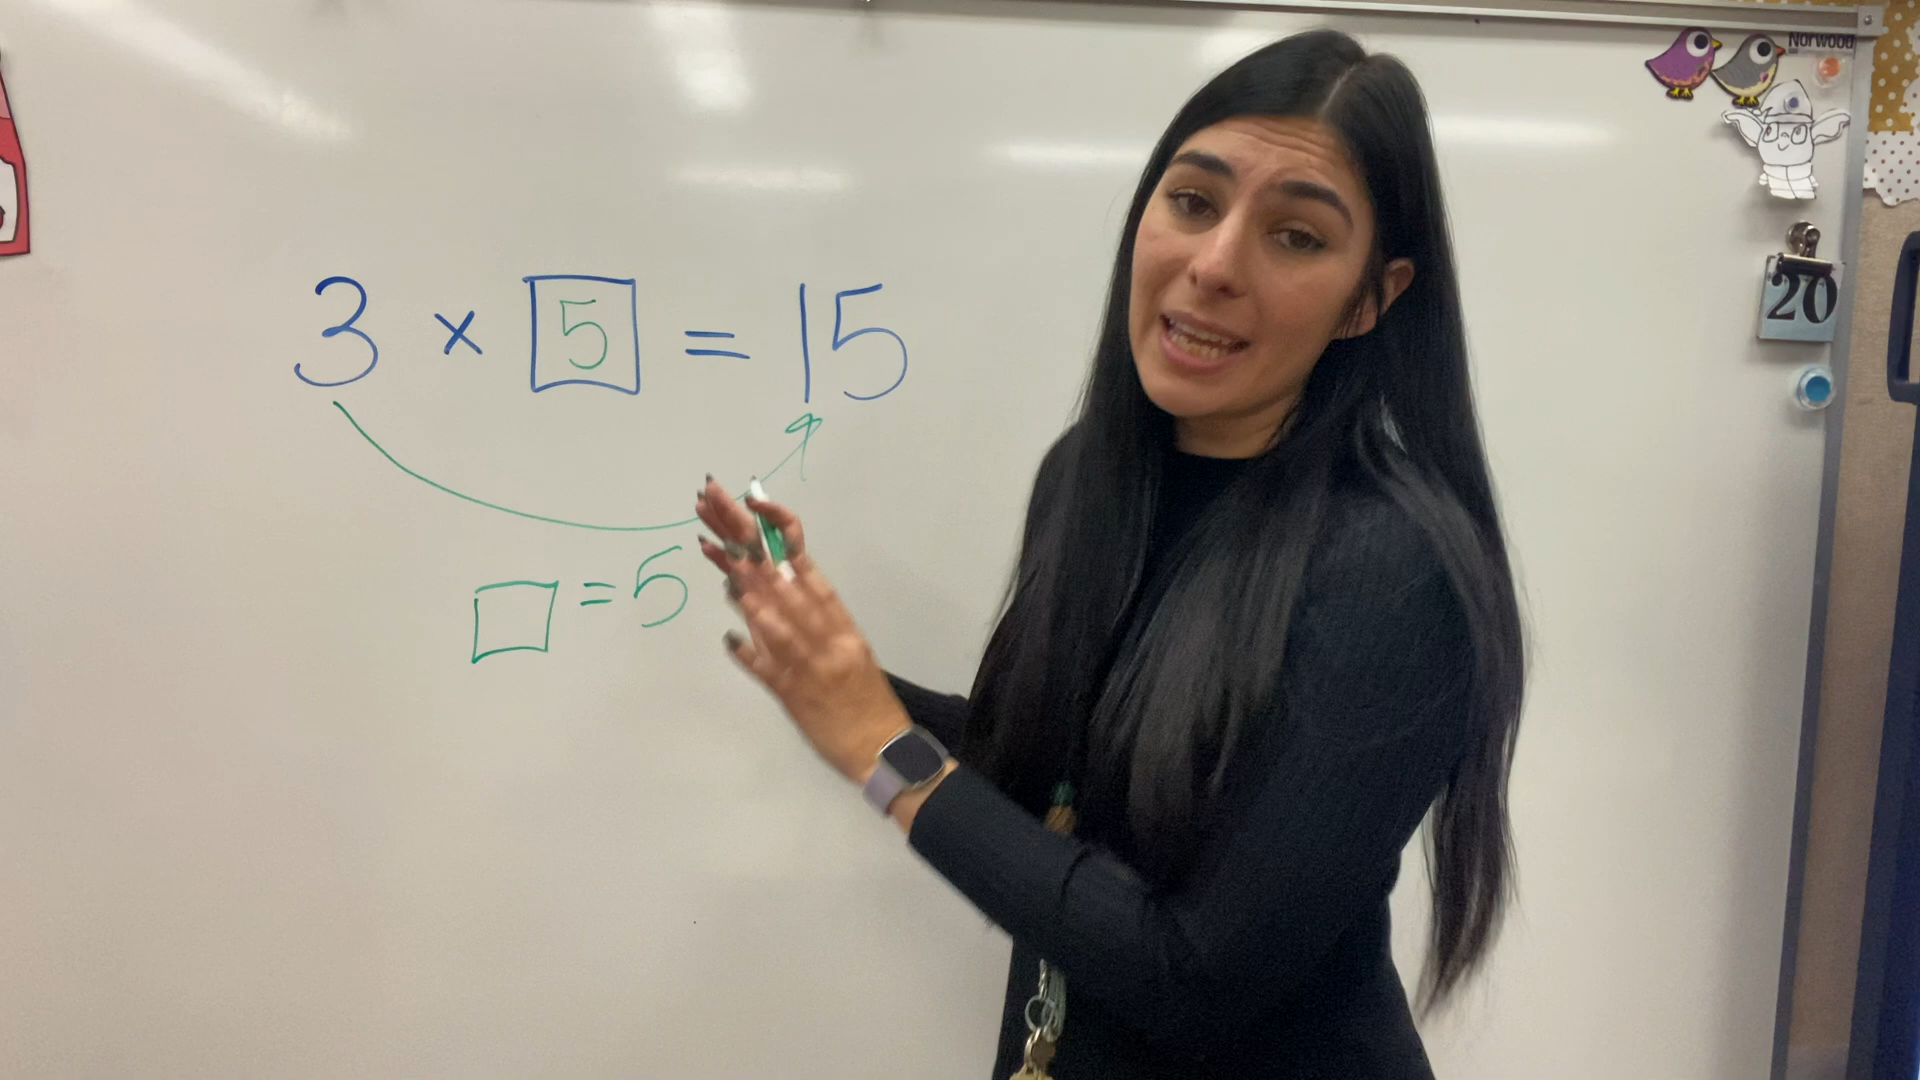 Norwood
20
3 × 5 = 15
□ = 5